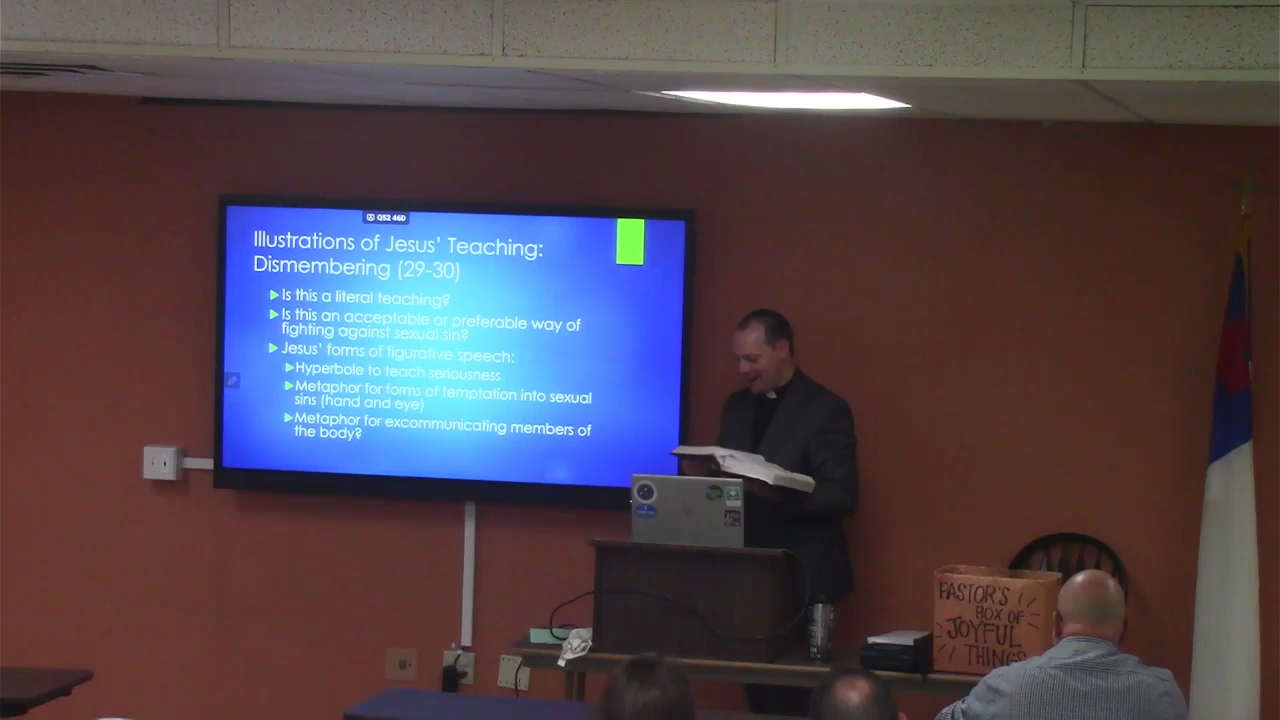 Q52 46D
Illustrations of Jesus' Teaching:
Dismembering (29-30)
Is this a literal teaching?
Is this an acceptable or preferable way of
fighting against sexual sin?
Jesus' forms of figurative speech:
Hyperbole to teach seriousness
Metaphor for forms of temptation into sexual
sins (hand and eye)
Metaphor for excommunicating members of
the body?
PASTOR'S
BOX OF
JOYFUL
THINGS